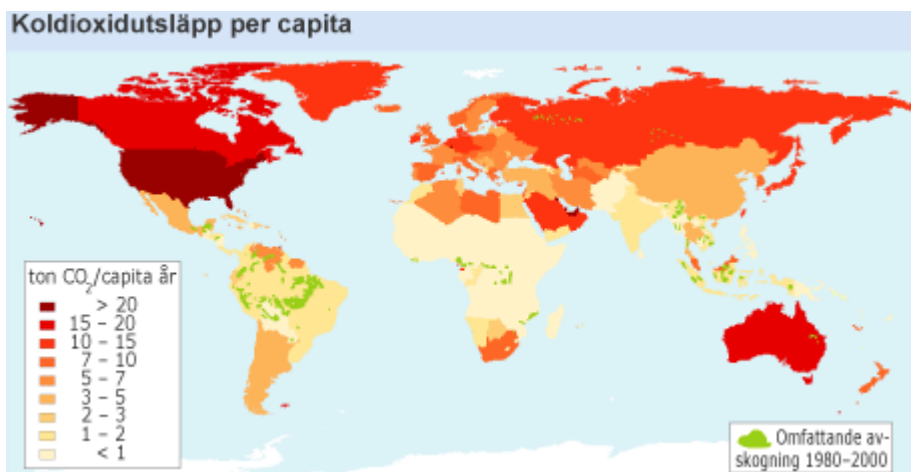 Koldioxidutsläpp per capita
ton CO₂/capita år
> 20
15 – 20
10 – 15
7 – 10
5 – 7
3 – 5
2 – 3
1 – 2
< 1
Omfattande av-
skogning 1980–2000